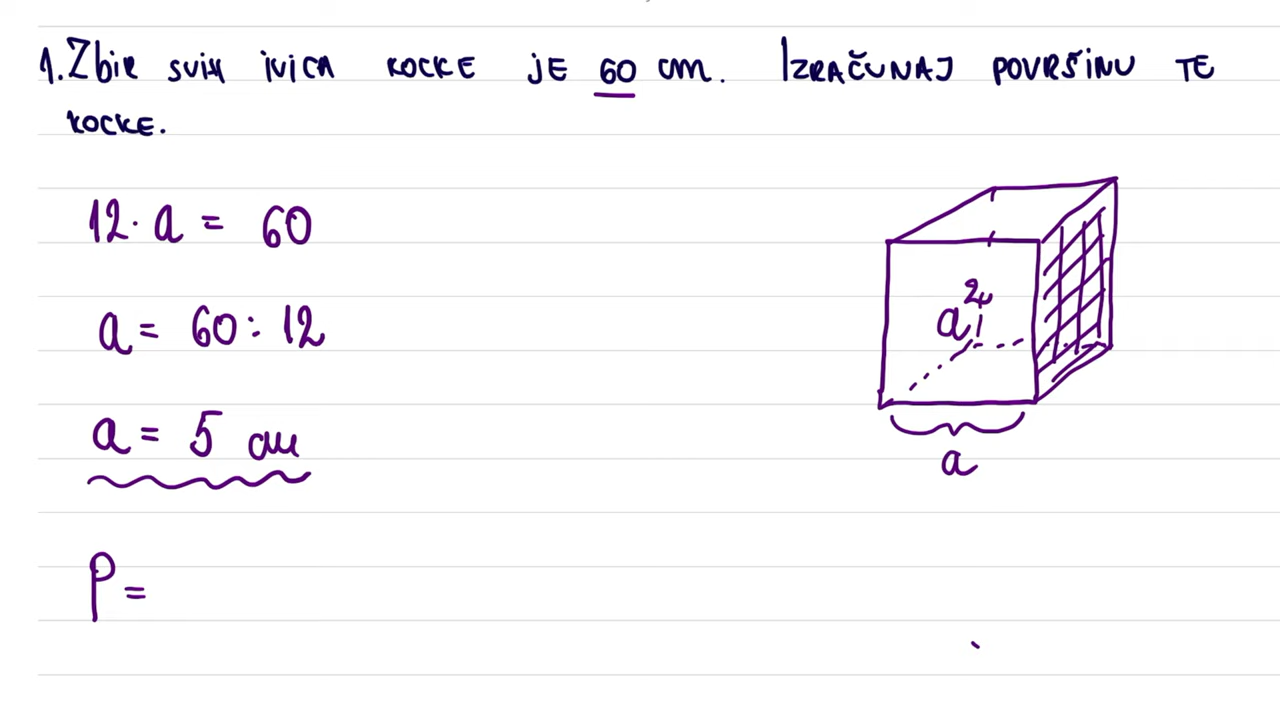 1. Zbir svih ivica kocke je 60 cm. Izračunaj površinu te
kocke.
12 · a = 60
a = 60 : 12
a = 5 cm
P =
a²
a